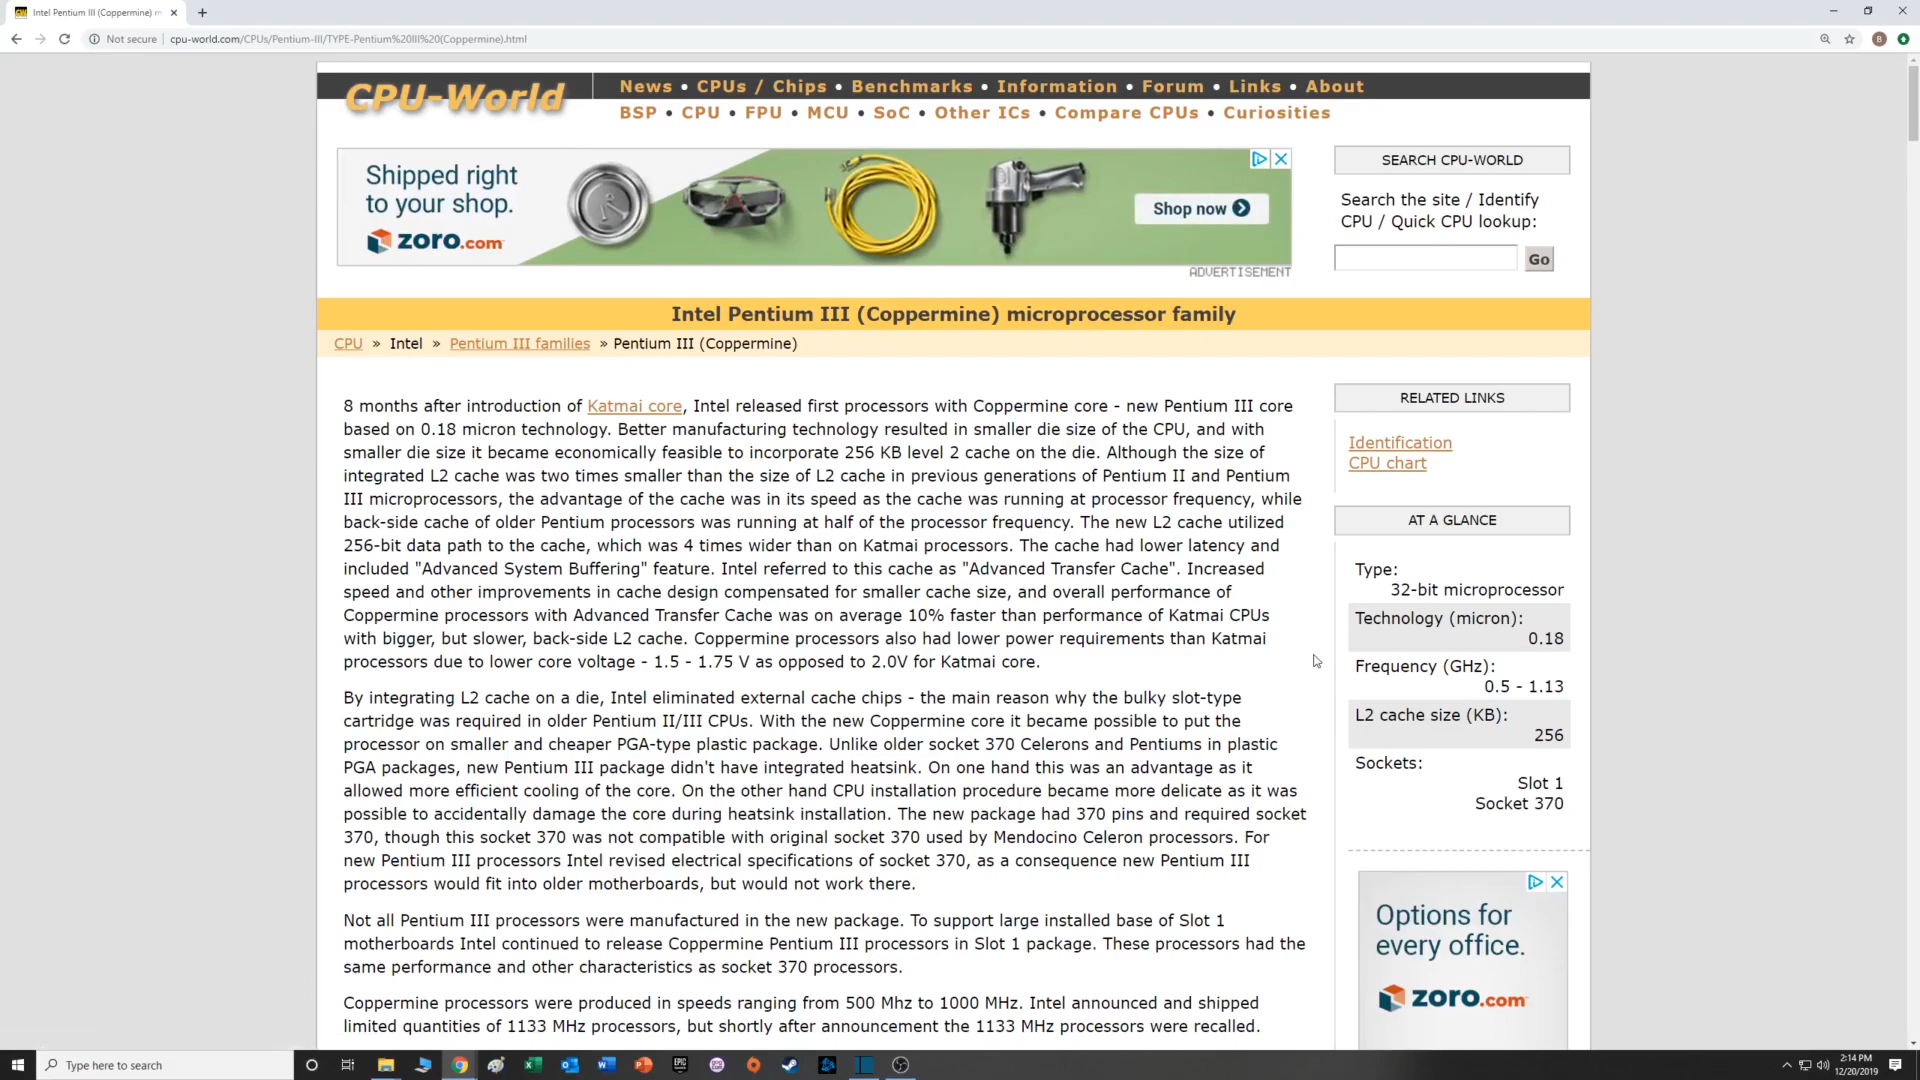 Intel Pentium III (Coppermine) m
Not secure
cpu-world.com/CPUs/Pentium-III/TYPE-Pentium%20III%20(Coppermine).html
B
CPU-World
News • CPUs / Chips • Benchmarks • Information • Forum • Links • About
BSP • CPU • FPU • MCU • SoC • Other ICs • Compare CPUs • Curiosities
Shipped right
to your shop.
zoro.com
Shop now
ADVERTISEMENT
SEARCH CPU-WORLD
Search the site / Identify
CPU / Quick CPU lookup:
Go
Intel Pentium III (Coppermine) microprocessor family
CPU » Intel » Pentium III families » Pentium III (Coppermine)
8 months after introduction of Katmai core, Intel released first processors with Coppermine core - new Pentium III core
based on 0.18 micron technology. Better manufacturing technology resulted in smaller die size of the CPU, and with
smaller die size it became economically feasible to incorporate 256 KB level 2 cache on the die. Although the size of
integrated L2 cache was two times smaller than the size of L2 cache in previous generations of Pentium II and Pentium
III microprocessors, the advantage of the cache was in its speed as the cache was running at processor frequency, while
back-side cache of older Pentium processors was running at half of the processor frequency. The new L2 cache utilized
256-bit data path to the cache, which was 4 times wider than on Katmai processors. The cache had lower latency and
included "Advanced System Buffering" feature. Intel referred to this cache as "Advanced Transfer Cache". Increased
speed and other improvements in cache design compensated for smaller cache size, and overall performance of
Coppermine processors with Advanced Transfer Cache was on average 10% faster than performance of Katmai CPUs
with bigger, but slower, back-side L2 cache. Coppermine processors also had lower power requirements than Katmai
processors due to lower core voltage - 1.5 - 1.75 V as opposed to 2.0V for Katmai core.
By integrating L2 cache on a die, Intel eliminated external cache chips - the main reason why the bulky slot-type
cartridge was required in older Pentium II/III CPUs. With the new Coppermine core it became possible to put the
processor on smaller and cheaper PGA-type plastic package. Unlike older socket 370 Celerons and Pentiums in plastic
PGA packages, new Pentium III package didn't have integrated heatsink. On one hand this was an advantage as it
allowed more efficient cooling of the core. On the other hand CPU installation procedure became more delicate as it was
possible to accidentally damage the core during heatsink installation. The new package had 370 pins and required socket
370, though this socket 370 was not compatible with original socket 370 used by Mendocino Celeron processors. For
new Pentium III processors Intel revised electrical specifications of socket 370, as a consequence new Pentium III
processors would fit into older motherboards, but would not work there.
Not all Pentium III processors were manufactured in the new package. To support large installed base of Slot 1
motherboards Intel continued to release Coppermine Pentium III processors in Slot 1 package. These processors had the
same performance and other characteristics as socket 370 processors.
Coppermine processors were produced in speeds ranging from 500 Mhz to 1000 MHz. Intel announced and shipped
limited quantities of 1133 MHz processors, but shortly after announcement the 1133 MHz processors were recalled.
RELATED LINKS
Identification
CPU chart
AT A GLANCE
Type:
32-bit microprocessor
Technology (micron):
0.18
Frequency (GHz):
0.5 - 1.13
L2 cache size (KB):
256
Sockets:
Slot 1
Socket 370
Options for
every office.
zoro.com
Type here to search
2:14 PM
12/20/2019